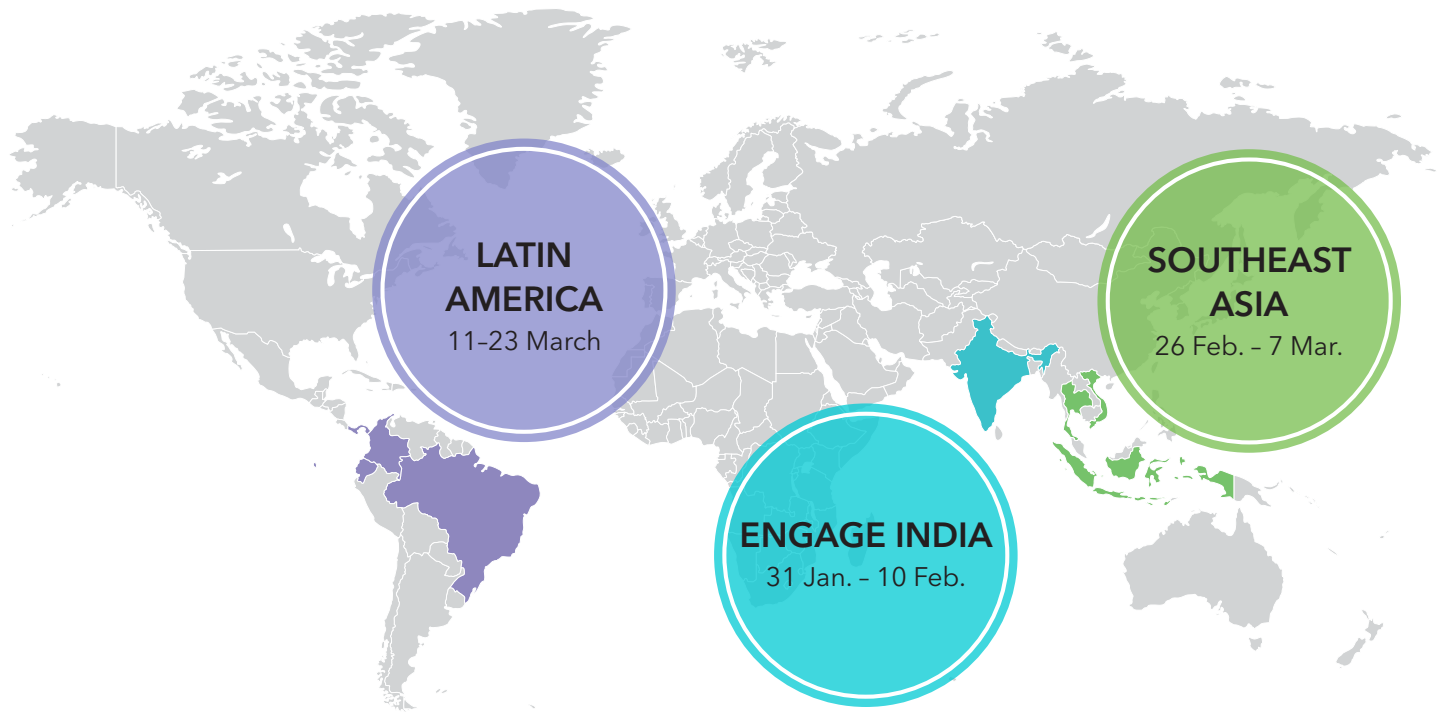 LATIN
AMERICA
11–23 March
SOUTHEAST
ASIA
26 Feb. – 7 Mar.
ENGAGE INDIA
31 Jan. – 10 Feb.